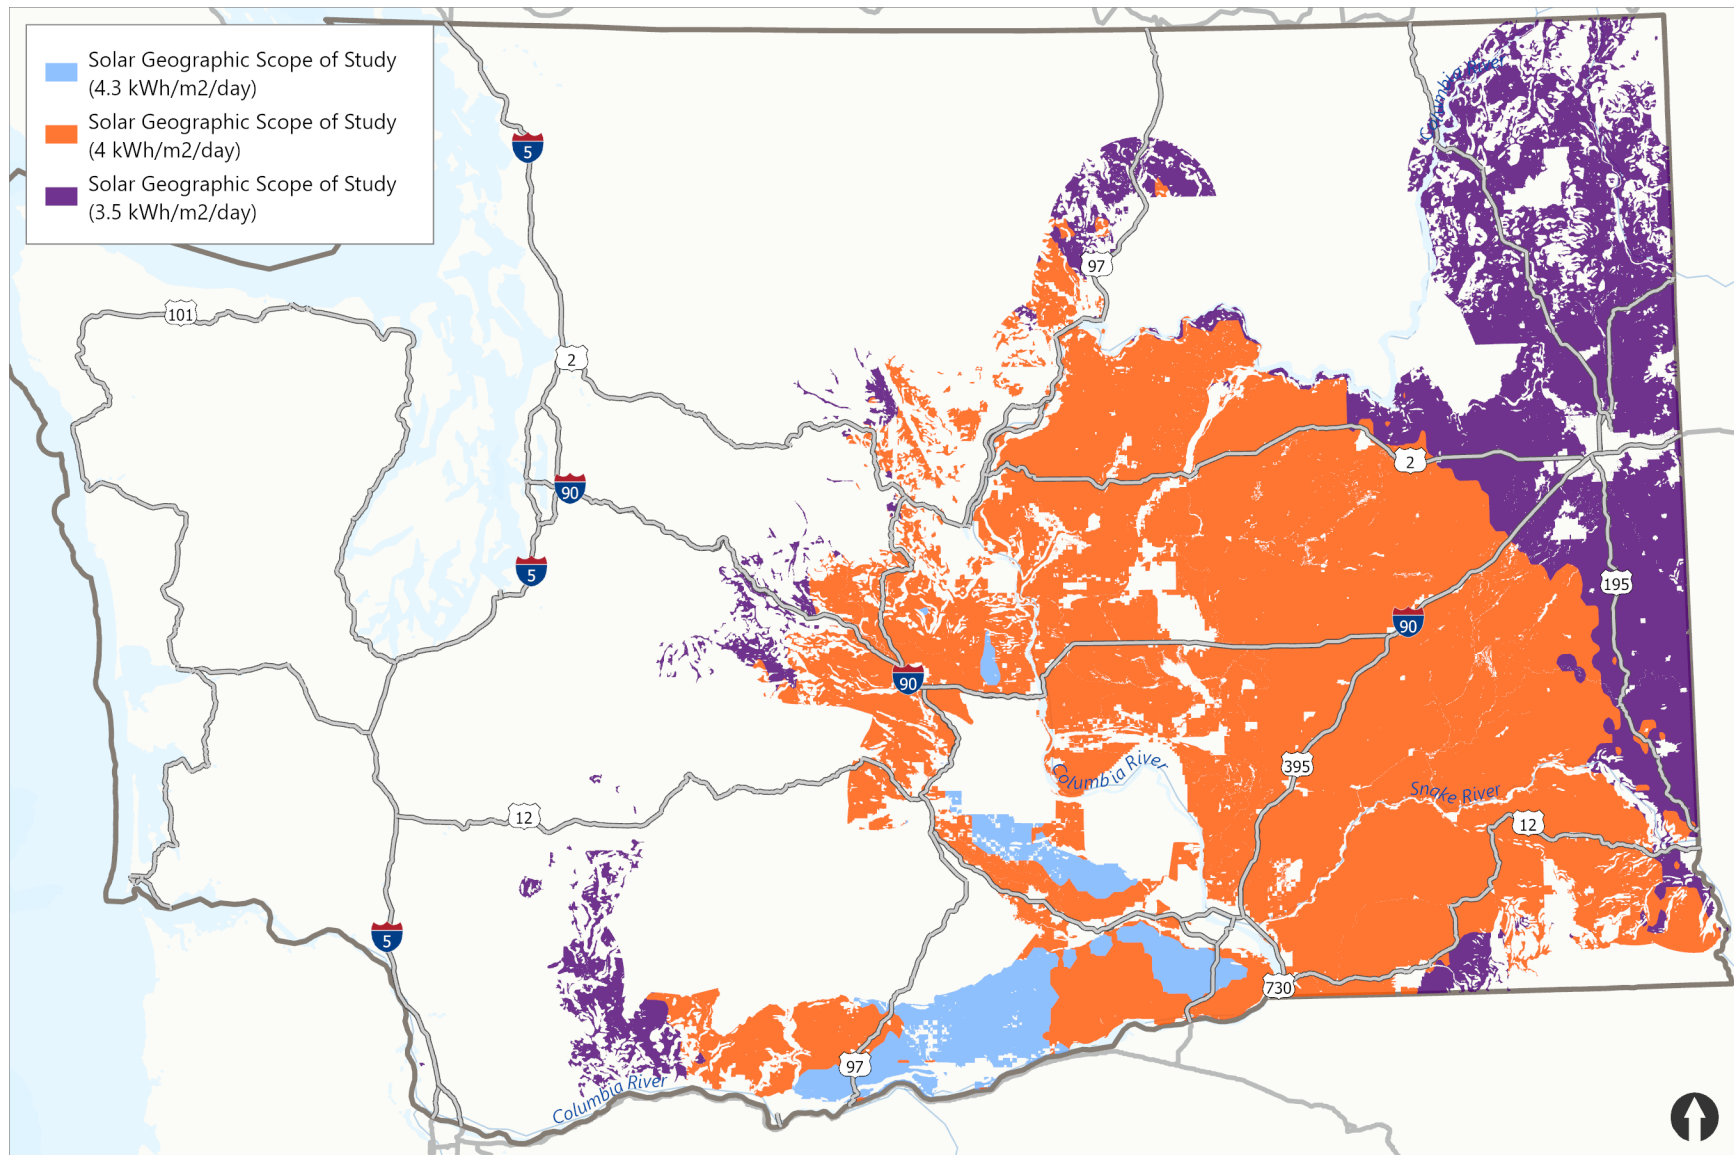 Solar Geographic Scope of Study
(4.3 kWh/m2/day)
Solar Geographic Scope of Study
(4 kWh/m2/day)
Solar Geographic Scope of Study
(3.5 kWh/m2/day)
Columbia River
5
97
101
2
2
90
5
195
90
90
395
Columbia River
Snake River
12
12
5
730
97
Columbia River